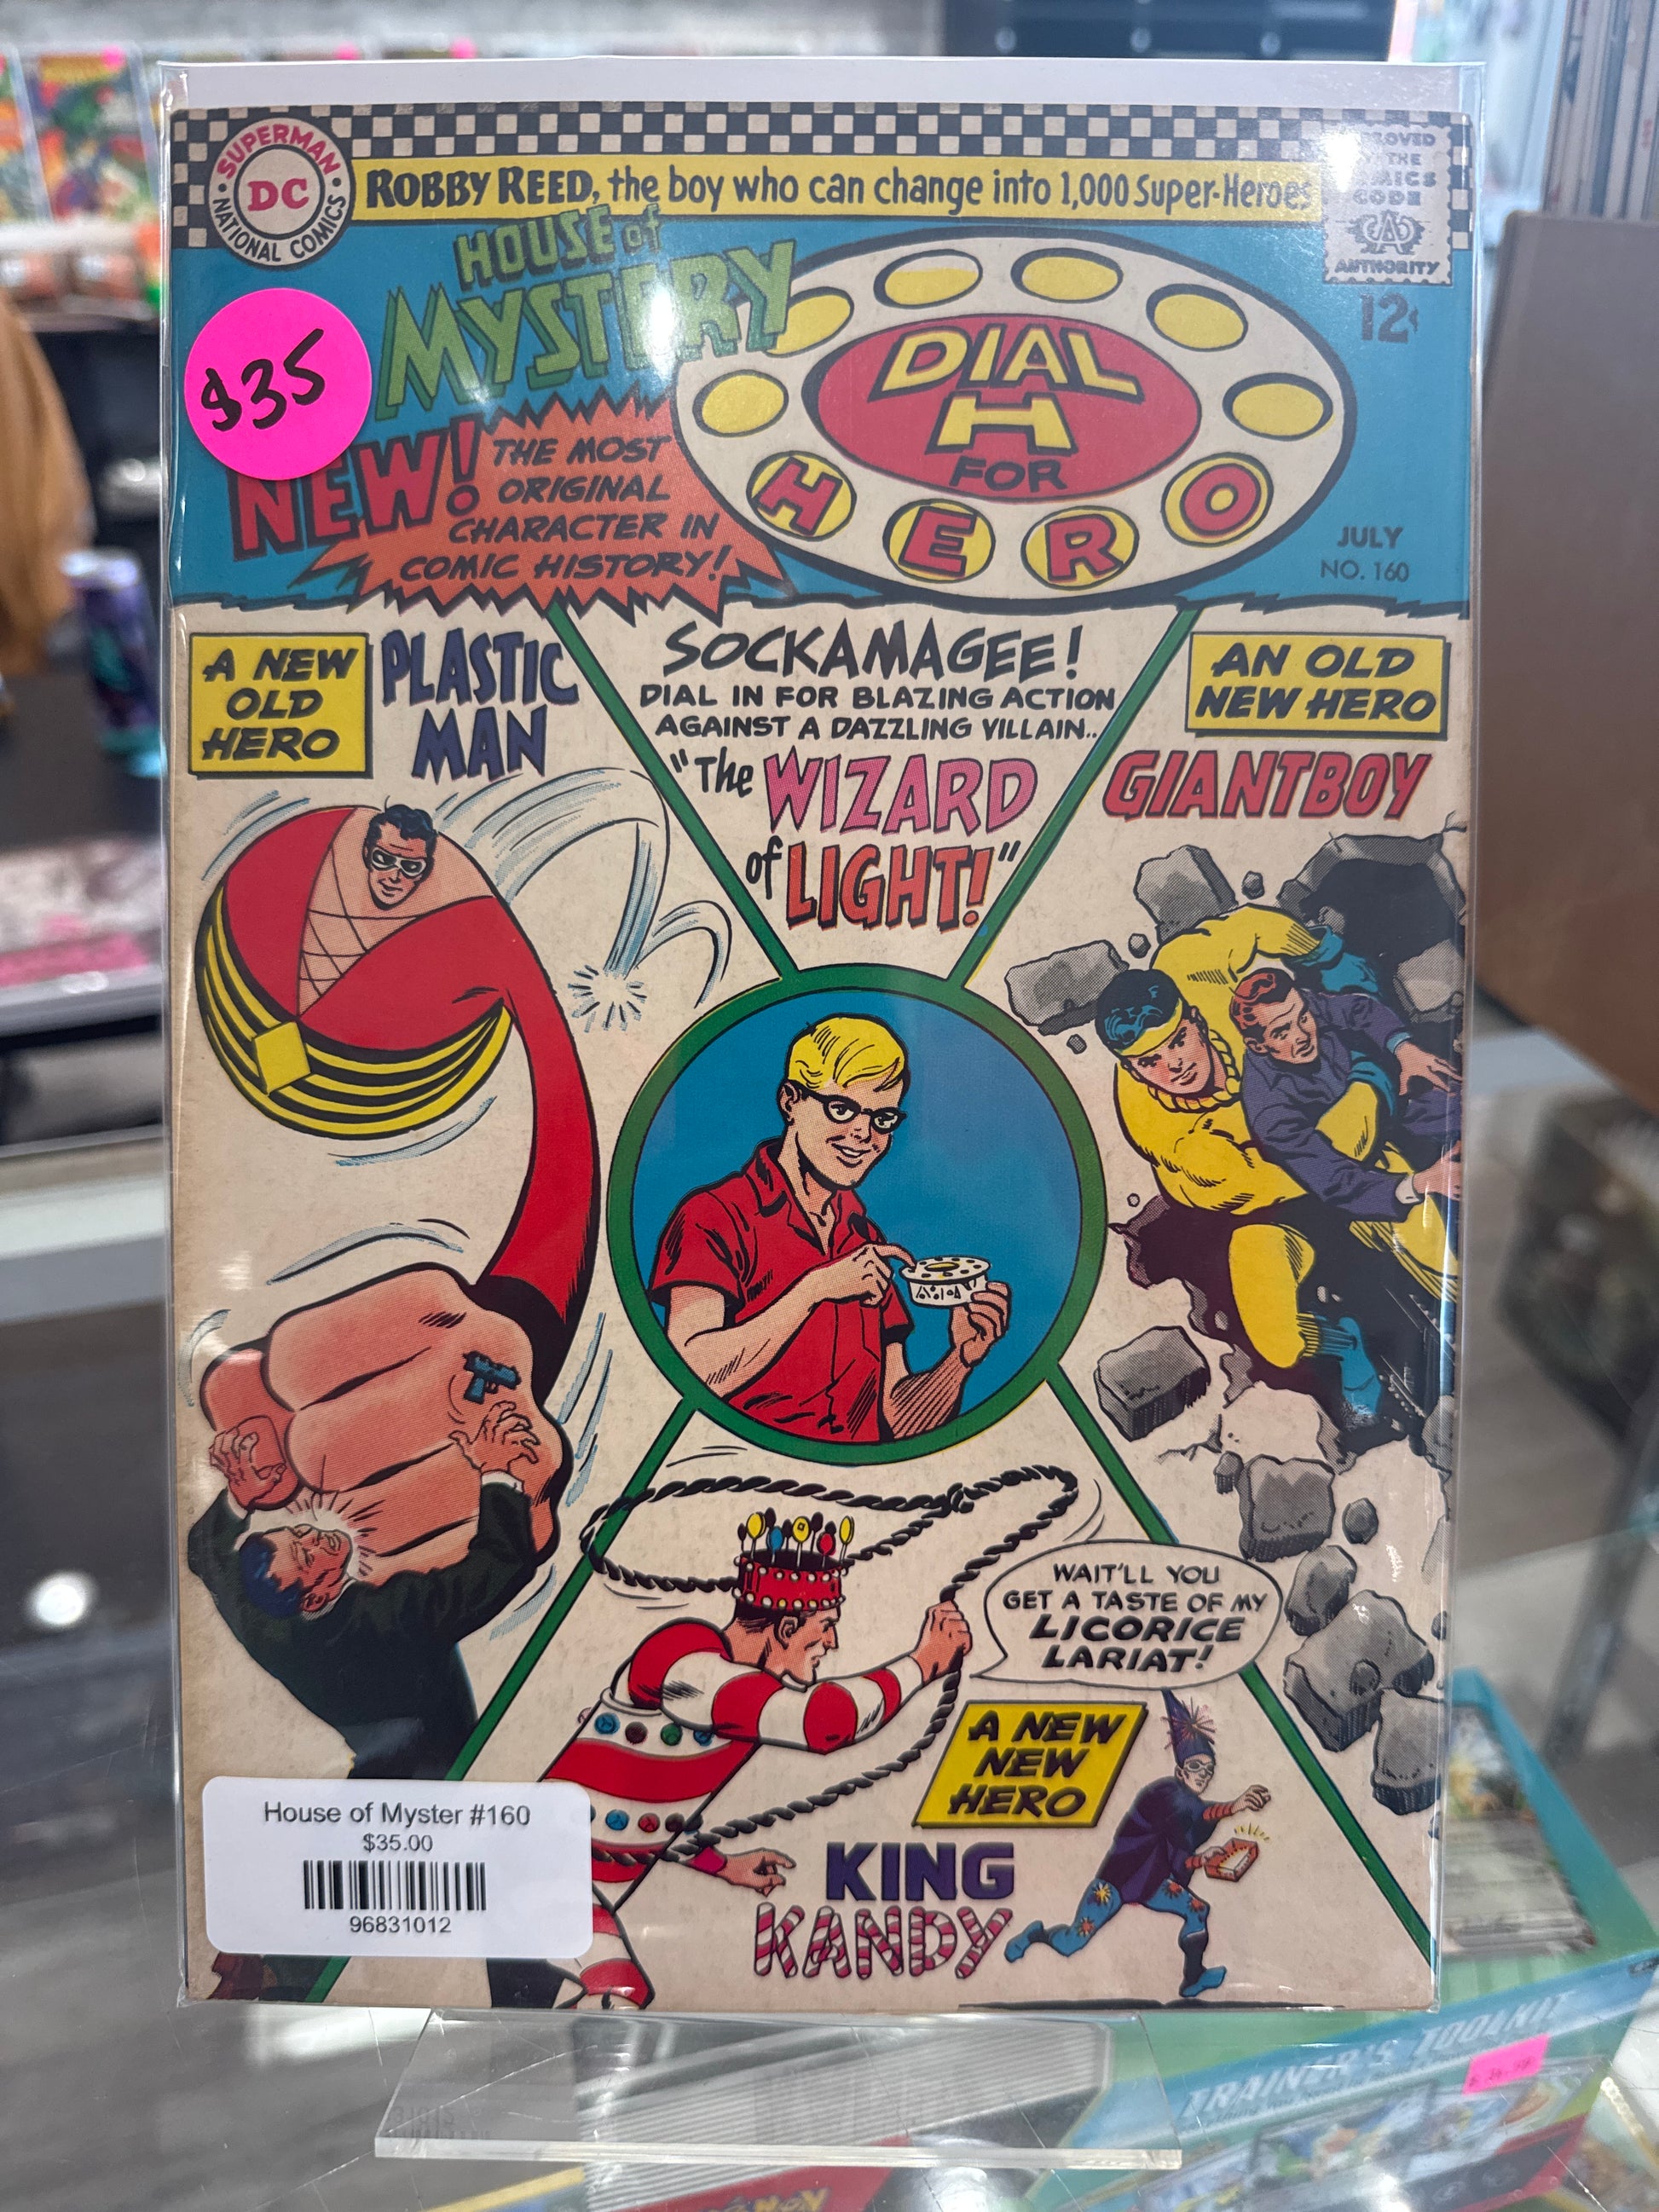 SUPERMAN
DC
NATIONAL COMICS
ROBBY REED, the boy who can change into 1,000 Super-Heroes
COMICS
CODE
AUTHORITY
12¢
$35
HOUSE of
MYSTERY
DIAL
H
FOR
HERO
NEW! THE MOST
ORIGINAL
CHARACTER IN
COMIC HISTORY!
JULY
NO. 160
A NEW
OLD
HERO
PLASTIC
MAN
SOCKAMAGEE!
DIAL IN FOR BLAZING ACTION
AGAINST A DAZZLING VILLAIN..
"The WIZARD
of LIGHT!"
AN OLD
NEW HERO
GIANTBOY
WAIT'LL YOU
GET A TASTE OF MY
LICORICE
LARIAT!
A NEW
NEW
HERO
KING
KANDY
House of Myster #160
$35.00
96831012
TRAINER'S TOOLKIT